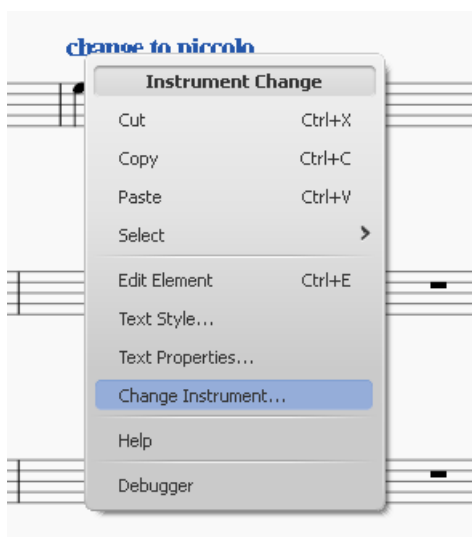 change to piccolo
Instrument Change
Cut Ctrl+X
Copy Ctrl+C
Paste Ctrl+V
Select
Edit Element Ctrl+E
Text Style...
Text Properties...
Change Instrument...
Help
Debugger